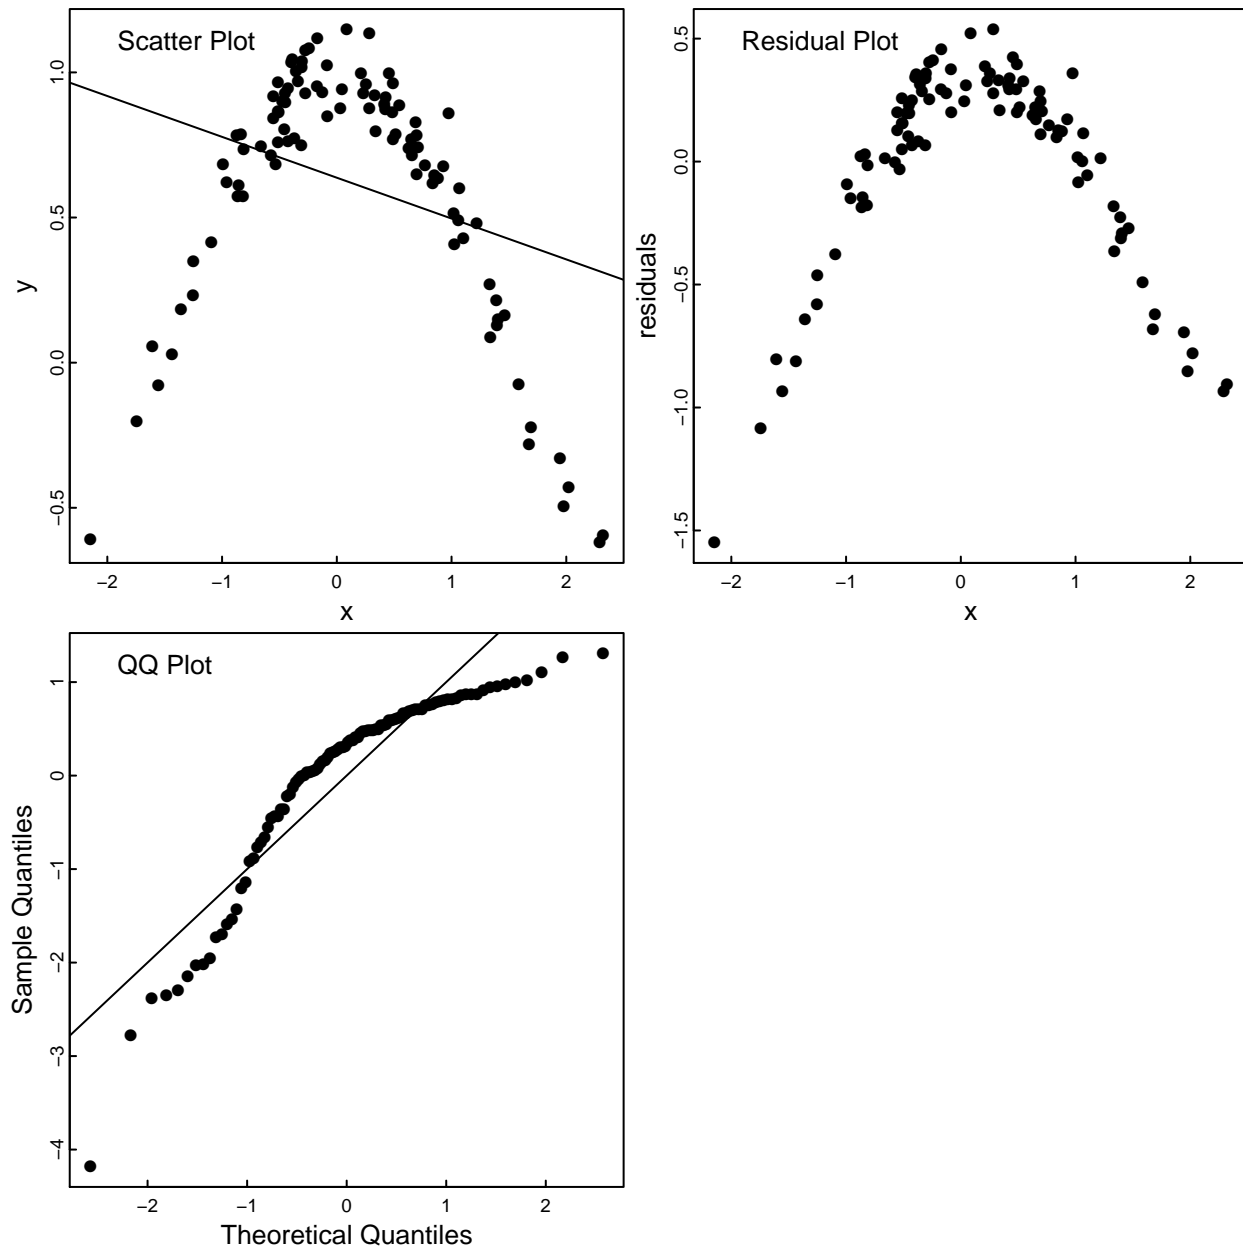 Scatter Plot
y
1.0
0.5
0.0
−0.5
−2 −1 0 1 2
x
Residual Plot
residuals
0.5
0.0
−0.5
−1.0
−1.5
−2 −1 0 1 2
x
QQ Plot
Sample Quantiles
1
0
−1
−2
−3
−4
−2 −1 0 1 2
Theoretical Quantiles